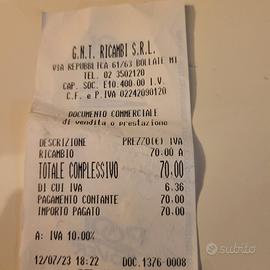 G.N.T. RICAMBI S.R.L.
VIA REPUBBLICA 61/63 BOLLATE MI
TEL. 02 3502120
CAP. SOC. E10.400.00 I.V.
C.F. e P.IVA 02242090120
DOCUMENTO COMMERCIALE
di vendita o prestazione
DESCRIZIONE PREZZO(€) IVA
RICAMBIO 70.00 A
TOTALE COMPLESSIVO 70.00
DI CUI IVA 6.36
PAGAMENTO CONTANTE 70.00
IMPORTO PAGATO 70.00
A: IVA 10.00%
12/07/23 18:22 DOC.1376-0008
subito